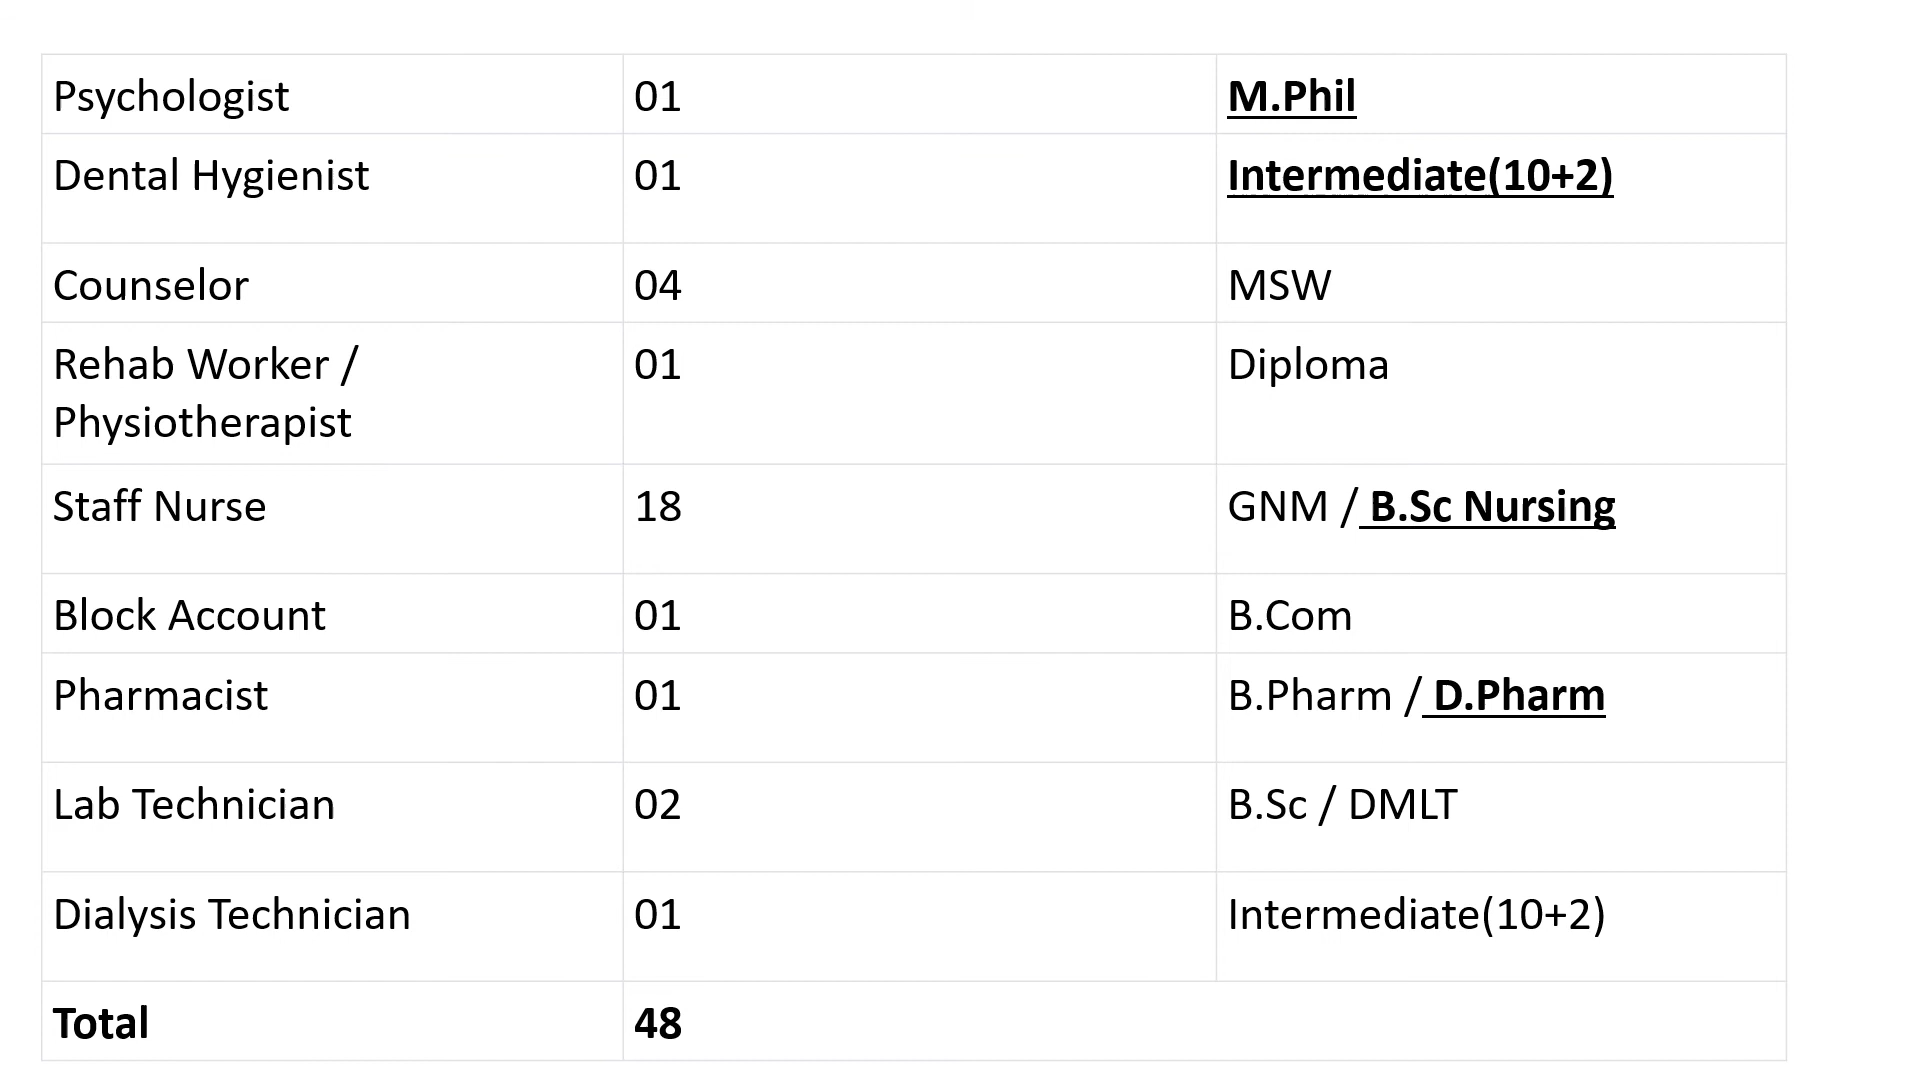 Psychologist 01 M.Phil
Dental Hygienist 01 Intermediate(10+2)
Counselor 04 MSW
Rehab Worker / 01 Diploma
Physiotherapist
Staff Nurse 18 GNM / B.Sc Nursing
Block Account 01 B.Com
Pharmacist 01 B.Pharm / D.Pharm
Lab Technician 02 B.Sc / DMLT
Dialysis Technician 01 Intermediate(10+2)
Total 48